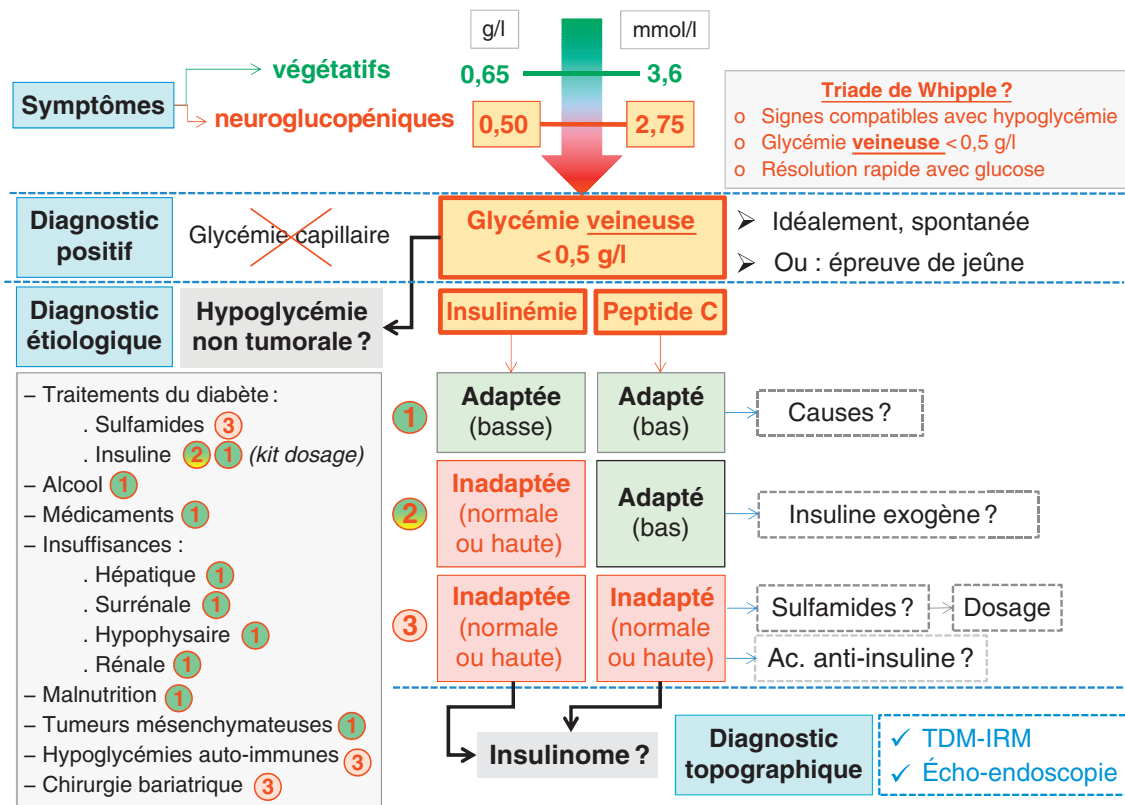 g/l
mmol/l
Symptômes
végétatifs
0,65
3,6
neuroglucopéniques
0,50
2,75
Triade de Whipple ?
o Signes compatibles avec hypoglycémie
o Glycémie veineuse < 0,5 g/l
o Résolution rapide avec glucose
Diagnostic
positif
Glycémie capillaire
Glycémie veineuse
< 0,5 g/l
➢ Idéalement, spontanée
➢ Ou : épreuve de jeûne
Diagnostic
étiologique
Hypoglycémie
non tumorale ?
Insulinémie
Peptide C
– Traitements du diabète :
. Sulfamides 3
. Insuline 2 1 (kit dosage)
– Alcool 1
– Médicaments 1
– Insuffisances :
. Hépatique 1
. Surrénale 1
. Hypophysaire 1
. Rénale 1
– Malnutrition 1
– Tumeurs mésenchymateuses 1
– Hypoglycémies auto-immunes 3
– Chirurgie bariatrique 3
1
Adaptée
(basse)
Adapté
(bas)
Causes ?
2
Inadaptée
(normale
ou haute)
Adapté
(bas)
Insuline exogène ?
3
Inadaptée
(normale
ou haute)
Inadapté
(normale
ou haute)
Sulfamides ?
Dosage
Ac. anti-insuline ?
Insulinome ?
Diagnostic
topographique
✓ TDM-IRM
✓ Écho-endoscopie